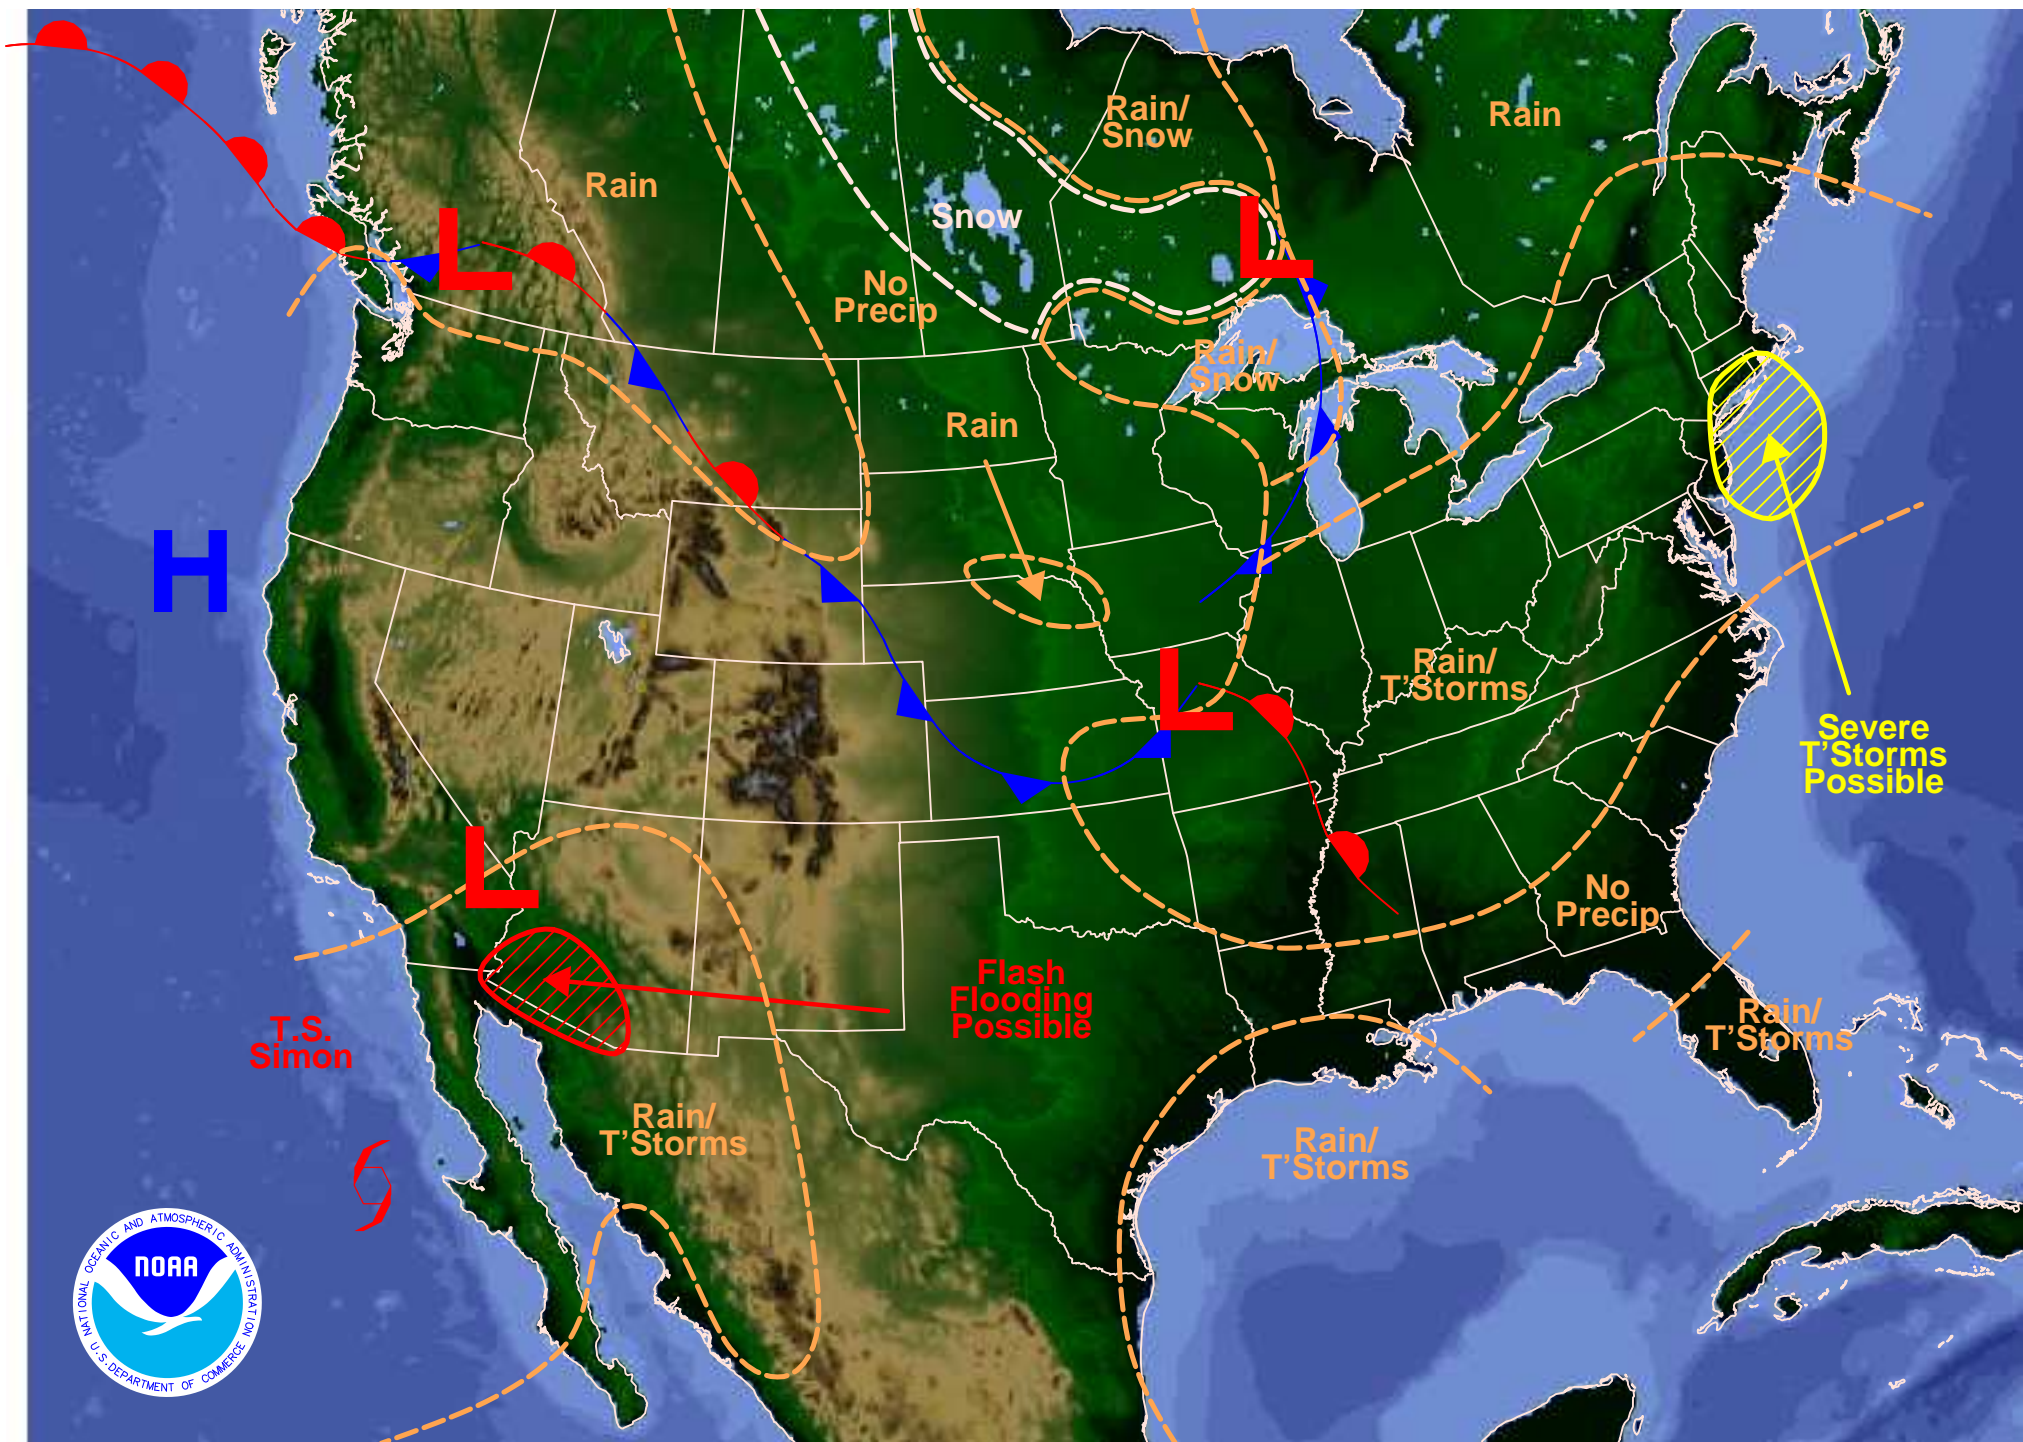 Rain/
Snow
Rain
Rain
Snow
L
L
No
Precip
Rain/
Snow
Rain
H
L
Rain/
T'Storms
Severe
T'Storms
Possible
L
No
Precip
Flash
Flooding
Possible
T.S.
Simon
Rain/
T'Storms
Rain/
T'Storms
Rain/
T'Storms
NATIONAL OCEANIC AND ATMOSPHERIC ADMINISTRATION
NOAA
U.S. DEPARTMENT OF COMMERCE